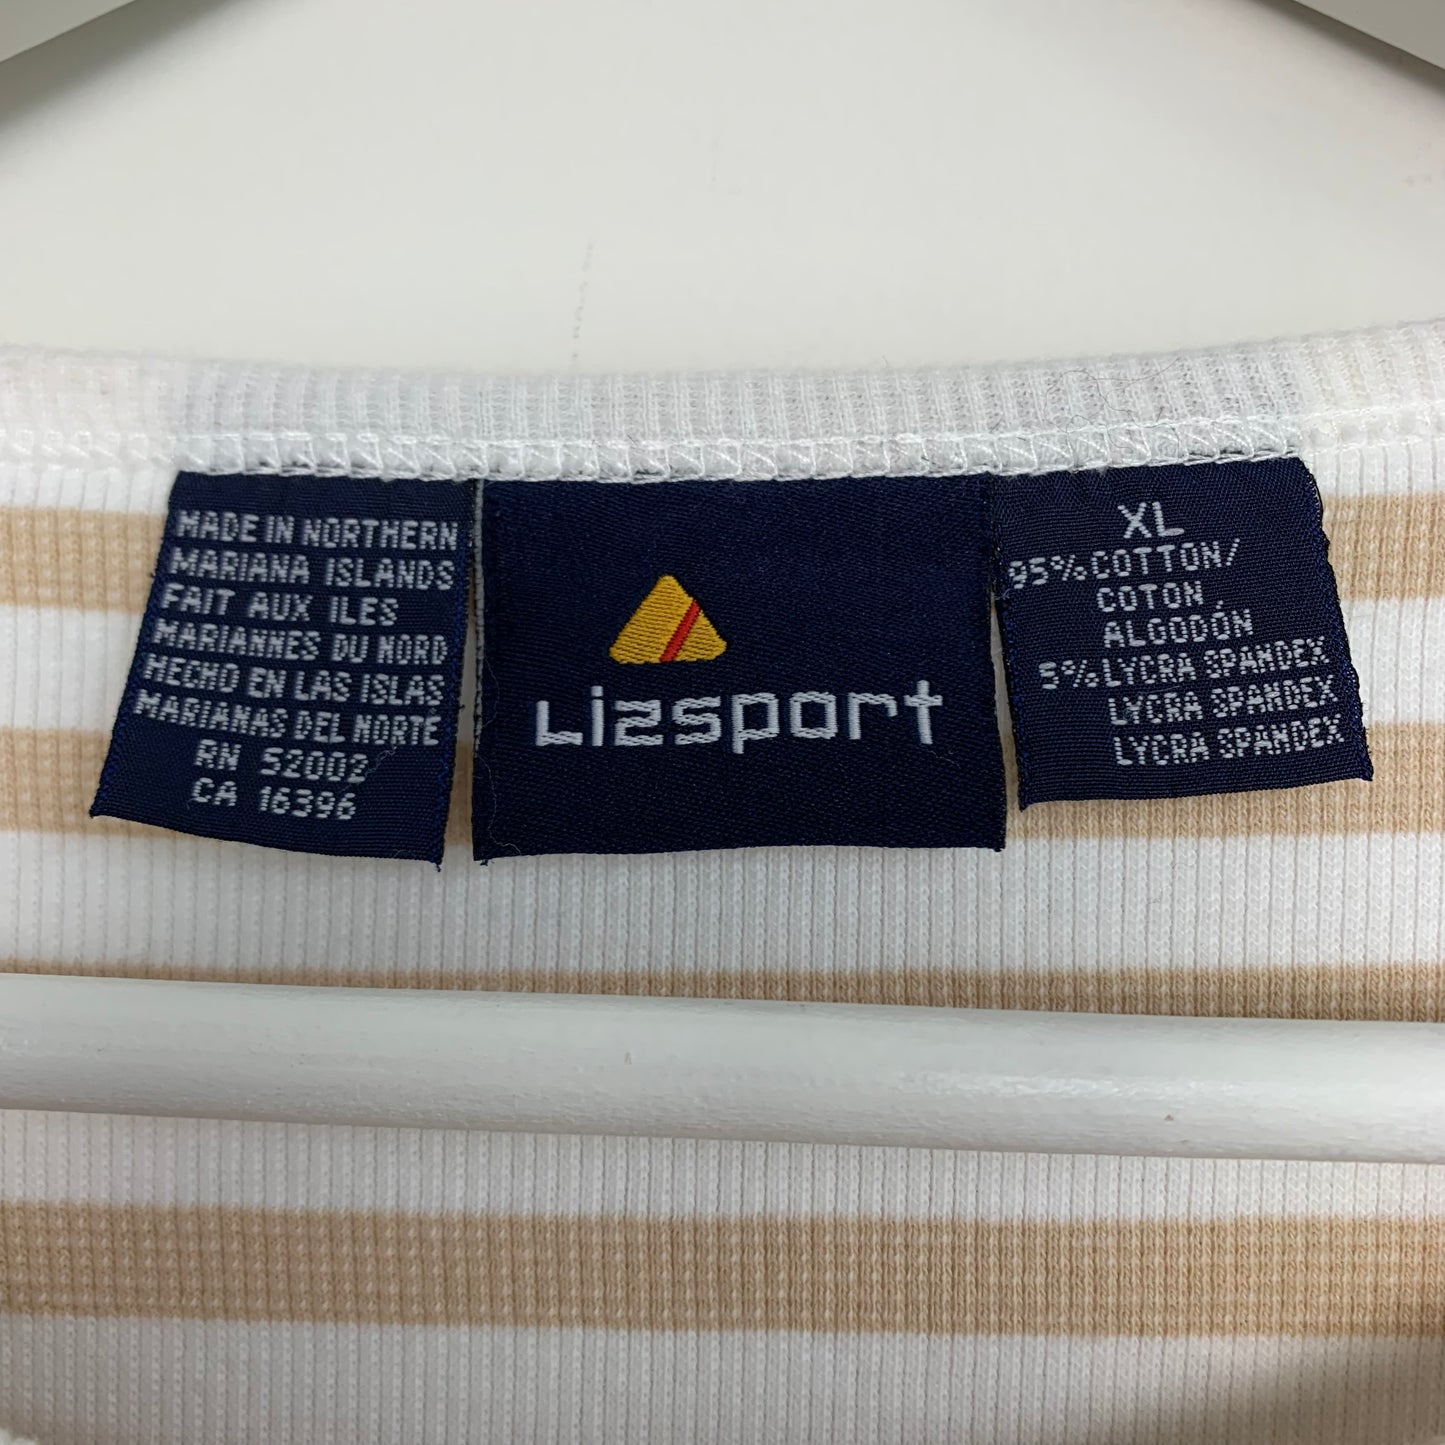 MADE IN NORTHERN
MARIANA ISLANDS
FAIT AUX ILES
MARIANNES DU NORD
HECHO EN LAS ISLAS
MARIANAS DEL NORTE
RN 52002
CA 16396
Lizsport
XL
95% COTTON/
COTON
ALGODÓN
5% LYCRA SPANDEX
LYCRA SPANDEX
LYCRA SPANDEX